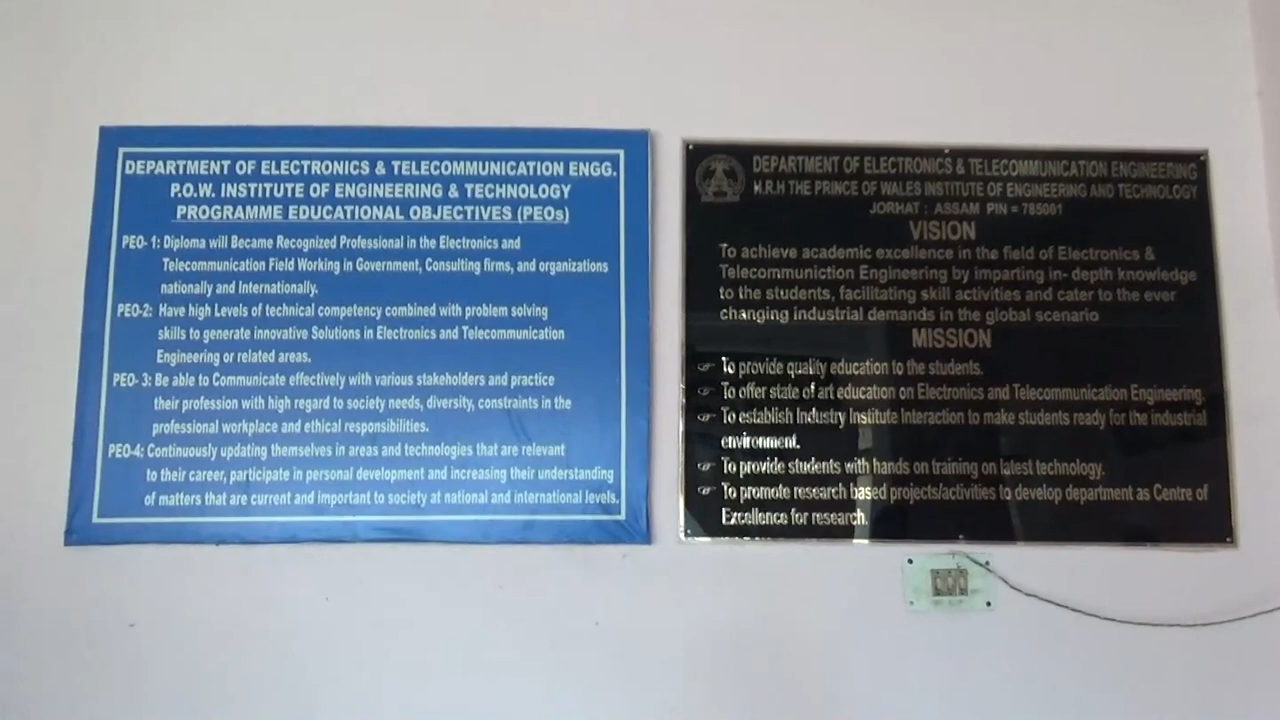 DEPARTMENT OF ELECTRONICS & TELECOMMUNICATION ENGG.
P.O.W. INSTITUTE OF ENGINEERING & TECHNOLOGY
PROGRAMME EDUCATIONAL OBJECTIVES (PEOs)
PEO- 1: Diploma will Became Recognized Professional in the Electronics and
Telecommunication Field Working in Government, Consulting firms, and organizations
nationally and Internationally.
PEO-2: Have high Levels of technical competency combined with problem solving
skills to generate innovative Solutions in Electronics and Telecommunication
Engineering or related areas.
PEO- 3: Be able to Communicate effectively with various stakeholders and practice
their profession with high regard to society needs, diversity, constraints in the
professional workplace and ethical responsibilities.
PEO-4: Continuously updating themselves in areas and technologies that are relevant
to their career, participate in personal development and increasing their understanding
of matters that are current and important to society at national and international levels.
DEPARTMENT OF ELECTRONICS & TELECOMMUNICATION ENGINEERING
H.R.H THE PRINCE OF WALES INSTITUTE OF ENGINEERING AND TECHNOLOGY
JORHAT : ASSAM PIN = 785001
VISION
To achieve academic excellence in the field of Electronics &
Telecommuniction Engineering by imparting in- depth knowledge
to the students, facilitating skill activities and cater to the ever
changing industrial demands in the global scenario
MISSION
To provide quality education to the students.
To offer state of art education on Electronics and Telecommunication Engineering.
To establish Industry Institute Interaction to make students ready for the industrial
environment.
To provide students with hands on training on latest technology.
To promote research based projects/activities to develop department as Centre of
Excellence for research.